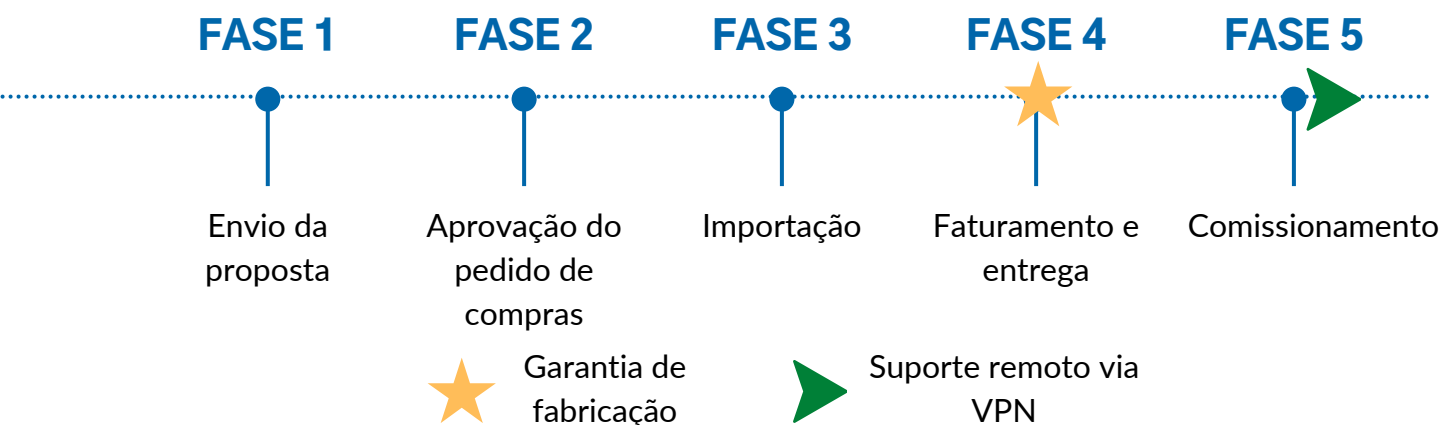 FASE 1 FASE 2 FASE 3 FASE 4 FASE 5
Envio da
proposta
Aprovação do
pedido de
compras
Importação
Faturamento e
entrega
Comissionamento
Garantia de
fabricação
Suporte remoto via
VPN